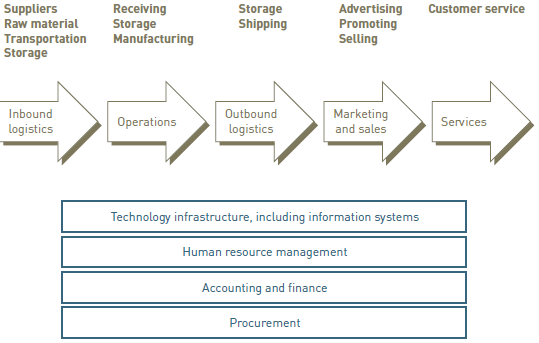 Suppliers
Raw material
Transportation
Storage
Receiving
Storage
Manufacturing
Storage
Shipping
Advertising
Promoting
Selling
Customer service
Inbound
logistics
Operations
Outbound
logistics
Marketing
and sales
Services
Technology infrastructure, including information systems
Human resource management
Accounting and finance
Procurement